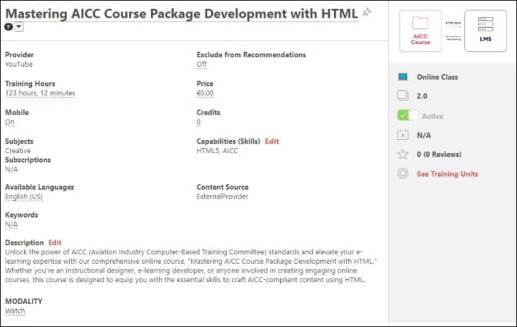 Mastering AICC Course Package Development with HTML
Provider
YouTube
Exclude from Recommendations
Off
Training Hours
123 hours, 12 minutes
Price
€0.00
Mobile
On
Credits
0
Subjects
Creative
Capabilities (Skills) Edit
HTML5, AICC
Subscriptions
N/A
Available Languages
English (US)
Content Source
ExternalProvider
Keywords
N/A
Description Edit
Unlock the power of AICC (Aviation Industry Computer-Based Training Committee) standards and elevate your e-
learning expertise with our comprehensive online course, "Mastering AICC Course Package Development with HTML."
Whether you're an instructional designer, e-learning developer, or anyone involved in creating engaging online
courses, this course is designed to equip you with the essential skills to craft AICC-compliant content using HTML.
MODALITY
Watch
AICC
Course
LMS
Online Class
2.0
Active
N/A
0 (0 Reviews)
See Training Units